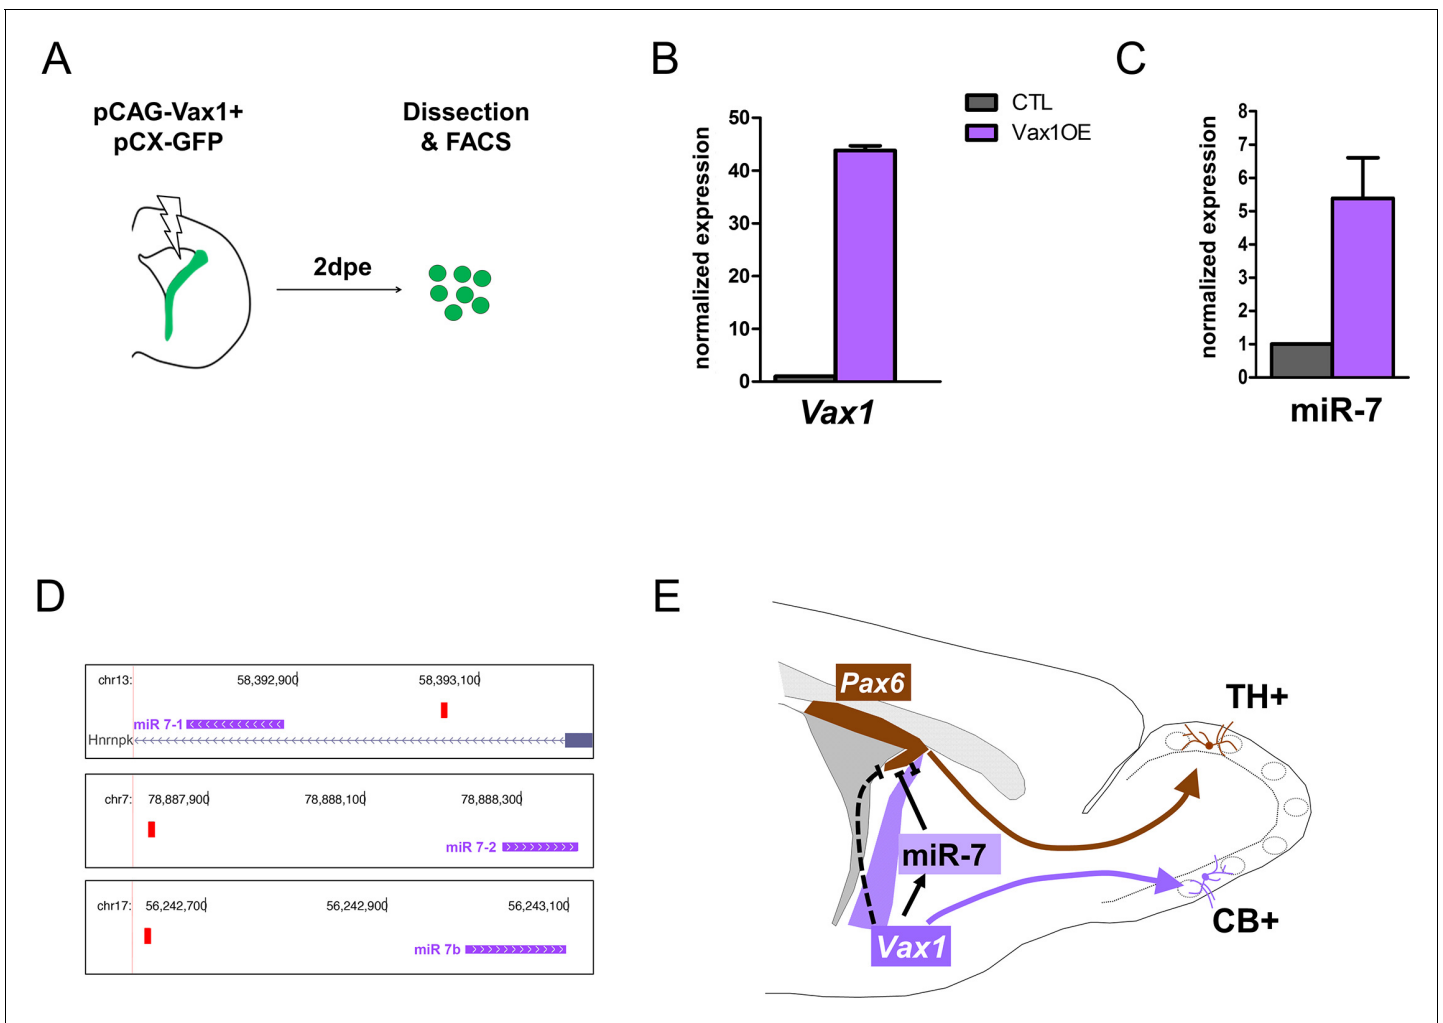 A
pCAG-Vax1+
pCX-GFP
Dissection
& FACS
2dpe
B
normalized expression
50
40
30
20
10
0
Vax1
CTL
Vax1OE
C
normalized expression
8
7
6
5
4
3
2
1
0
miR-7
D
chr13:
58,392,900
58,393,100
miR 7-1
Hnrnpk
chr7:
78,887,900
78,888,100
78,888,300
miR 7-2
chr17:
56,242,700
56,242,900
56,243,100
miR 7b
E
Pax6
TH+
miR-7
CB+
Vax1